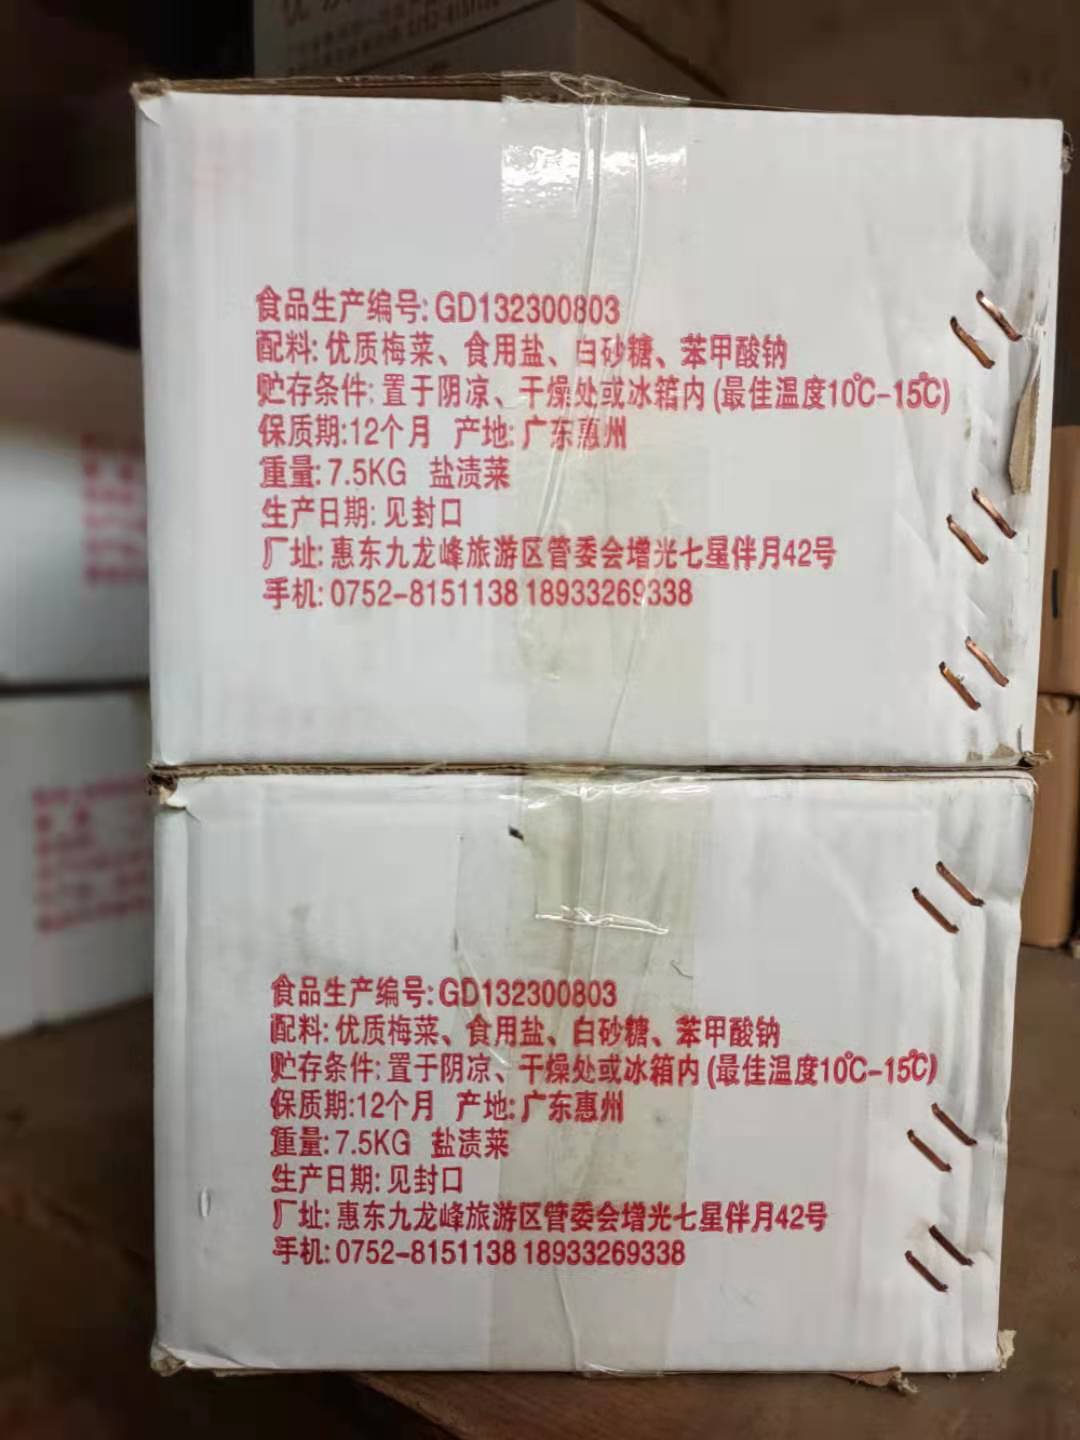 食品生产编号:GD132300803
配料:优质梅菜、食用盐、白砂糖、苯甲酸钠
贮存条件:置于阴凉、干燥处或冰箱内(最佳温度10℃-15℃)
保质期:12个月 产地:广东惠州
重量:7.5KG 盐渍菜
生产日期:见封口
厂址:惠东九龙峰旅游区管委会增光七星伴月42号
手机:0752-8151138 18933269338
食品生产编号:GD132300803
配料:优质梅菜、食用盐、白砂糖、苯甲酸钠
贮存条件:置于阴凉、干燥处或冰箱内(最佳温度10℃-15℃)
保质期:12个月 产地:广东惠州
重量:7.5KG 盐渍菜
生产日期:见封口
厂址:惠东九龙峰旅游区管委会增光七星伴月42号
手机:0752-8151138 18933269338